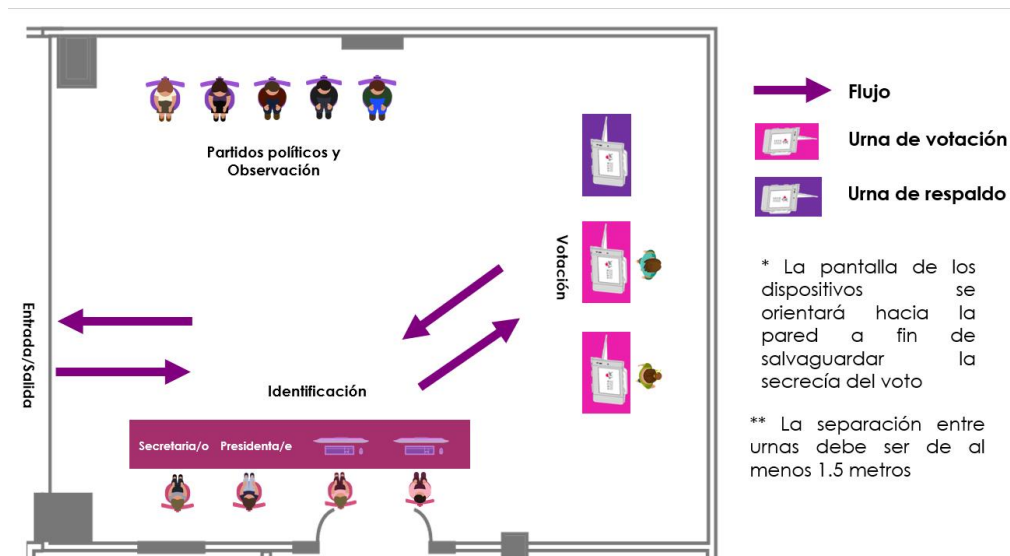 Partidos políticos y
Observación
Votación
Entrada/Salida
Identificación
Secretaria/o
Presidenta/e
Flujo
Urna de votación
Urna de respaldo
* La pantalla de los
dispositivos se
orientará hacia la
pared a fin de
salvaguardar la
secrecía del voto
** La separación entre
urnas debe ser de al
menos 1.5 metros